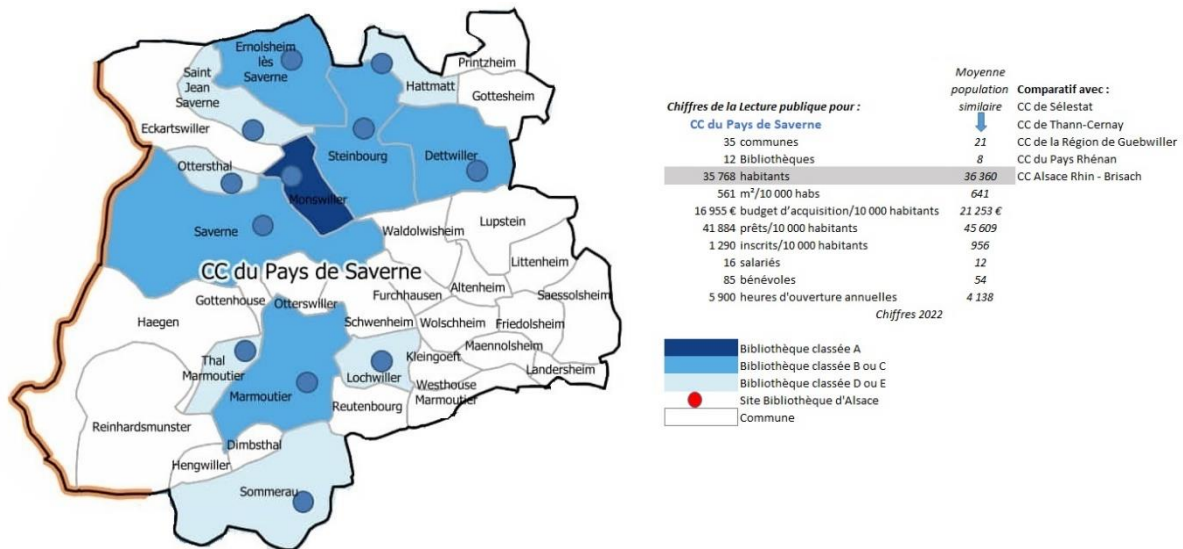 Ernolsheim
lès
Saverne
Printzheim
Saint
Jean
Saverne
Hattmatt
Gottesheim
Eckartswiller
Steinbourg
Dettwiller
Ottersthal
Monswiller
Lupstein
Saverne
Waldolwisheim
Littenheim
CC du Pays de Saverne
Altenheim
Gottenhouse
Otterswiller
Furchhausen
Saessolsheim
Haegen
Schwenheim
Wolschheim
Friedolsheim
Maennolsheim
Thal
Marmoutier
Kleingoeft
Landersheim
Lochwiller
Westhouse
Marmoutier
Marmoutier
Reutenbourg
Reinhardsmunster
Dimbsthal
Hengwiller
Sommerau
Moyenne
population
similaire
Comparatif avec :
Chiffres de la Lecture publique pour :
CC de Sélestat
CC du Pays de Saverne
CC de Thann-Cernay
35 communes 21 CC de la Région de Guebwiller
12 Bibliothèques 8 CC du Pays Rhénan
35 768 habitants 36 360 CC Alsace Rhin - Brisach
561 m²/10 000 habs 641
16 955 € budget d'acquisition/10 000 habitants 21 253 €
41 884 prêts/10 000 habitants 45 609
1 290 inscrits/10 000 habitants 956
16 salariés 12
85 bénévoles 54
5 900 heures d'ouverture annuelles 4 138
Chiffres 2022
Bibliothèque classée A
Bibliothèque classée B ou C
Bibliothèque classée D ou E
Site Bibliothèque d'Alsace
Commune